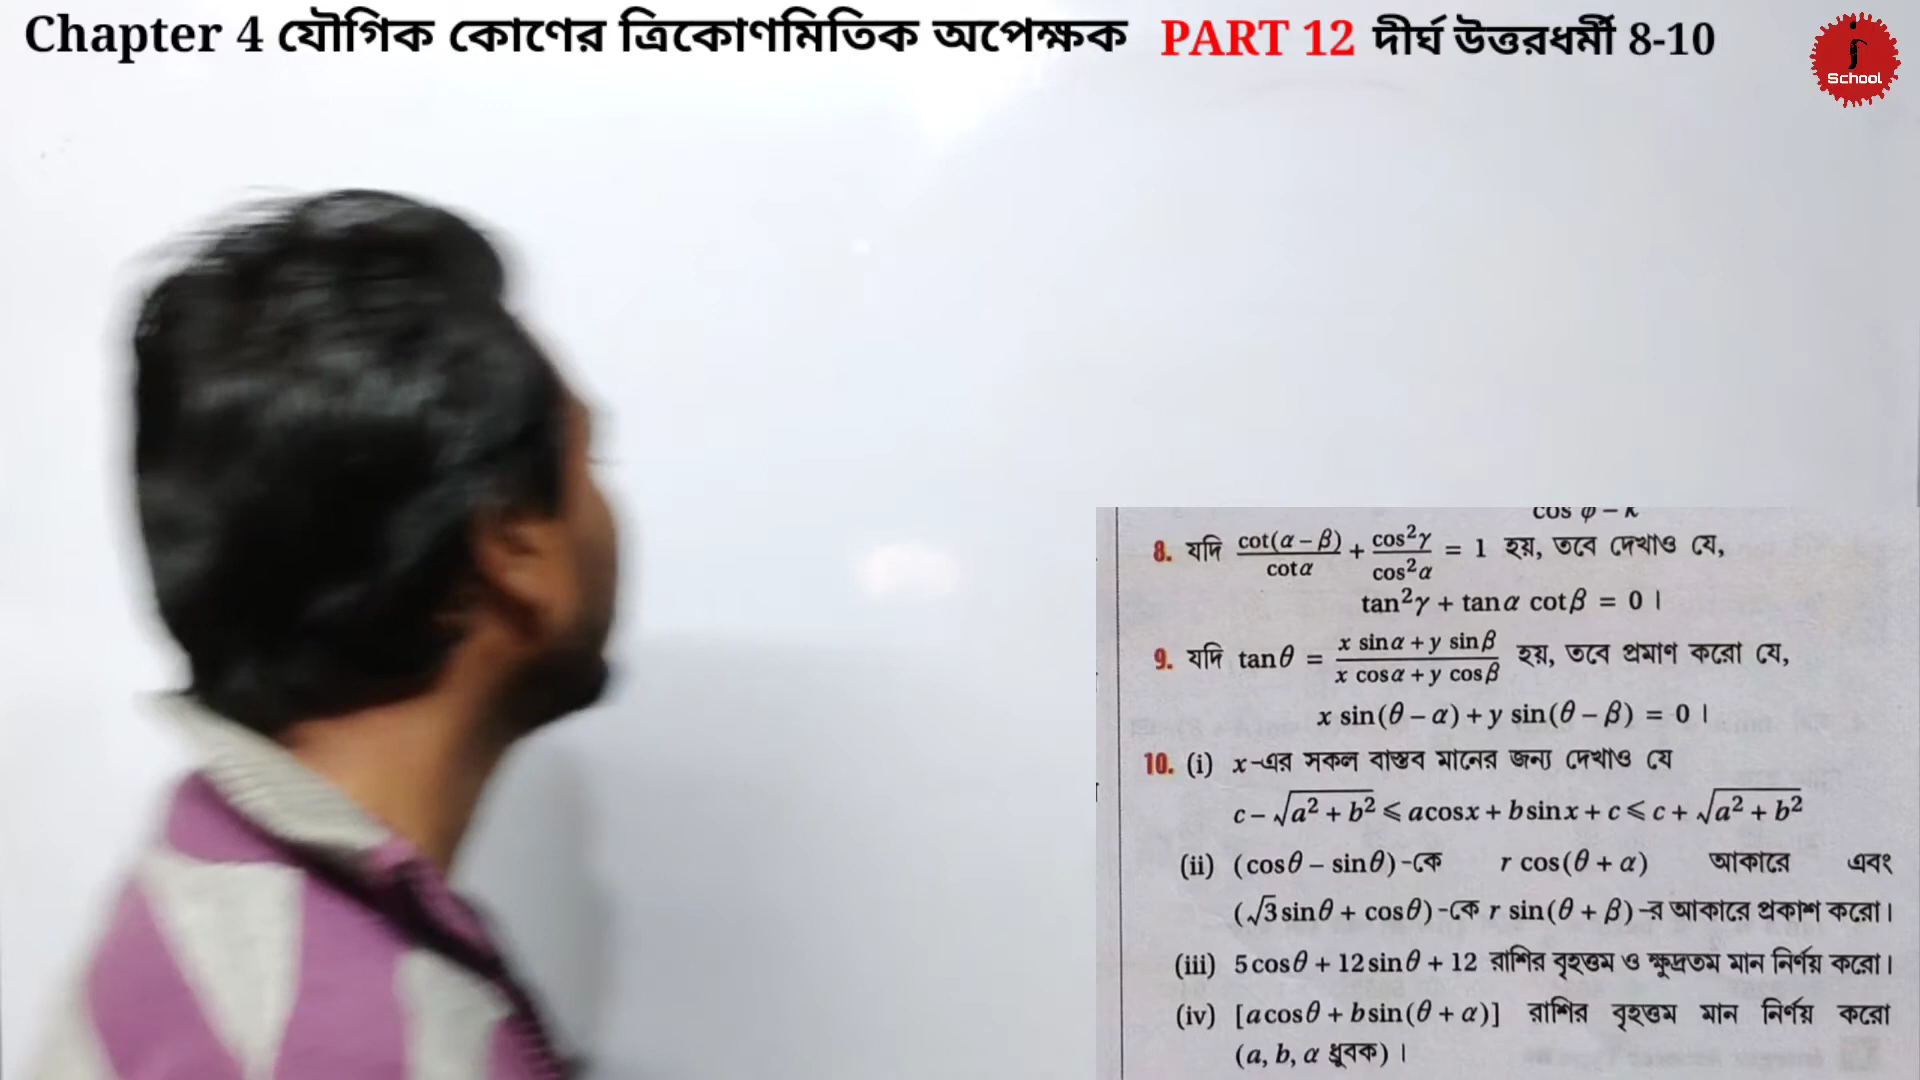 Chapter 4 যৌগিক কোণের ত্রিকোণমিতিক অপেক্ষক PART 12 দীর্ঘ উত্তরধর্মী 8-10
School
cos φ − k
8. যদি cot(α − β)/cotα + cos²γ/cos²α = 1 হয়, তবে দেখাও যে,
tan²γ + tanα cotβ = 0 ।
9. যদি tanθ = x sinα + y sinβ / x cosα + y cosβ হয়, তবে প্রমাণ করো যে,
x sin(θ − α) + y sin(θ − β) = 0 ।
10. (i) x-এর সকল বাস্তব মানের জন্য দেখাও যে
c − √a² + b² ⩽ acosx + bsinx + c ⩽ c + √a² + b²
(ii) (cosθ − sinθ)-কে r cos(θ + α) আকারে এবং
(√3sinθ + cosθ)-কে r sin(θ + β)-র আকারে প্রকাশ করো।
(iii) 5cosθ + 12sinθ + 12 রাশির বৃহত্তম ও ক্ষুদ্রতম মান নির্ণয় করো।
(iv) [acosθ + bsin(θ + α)] রাশির বৃহত্তম মান নির্ণয় করো
(a, b, α ধ্রুবক) ।